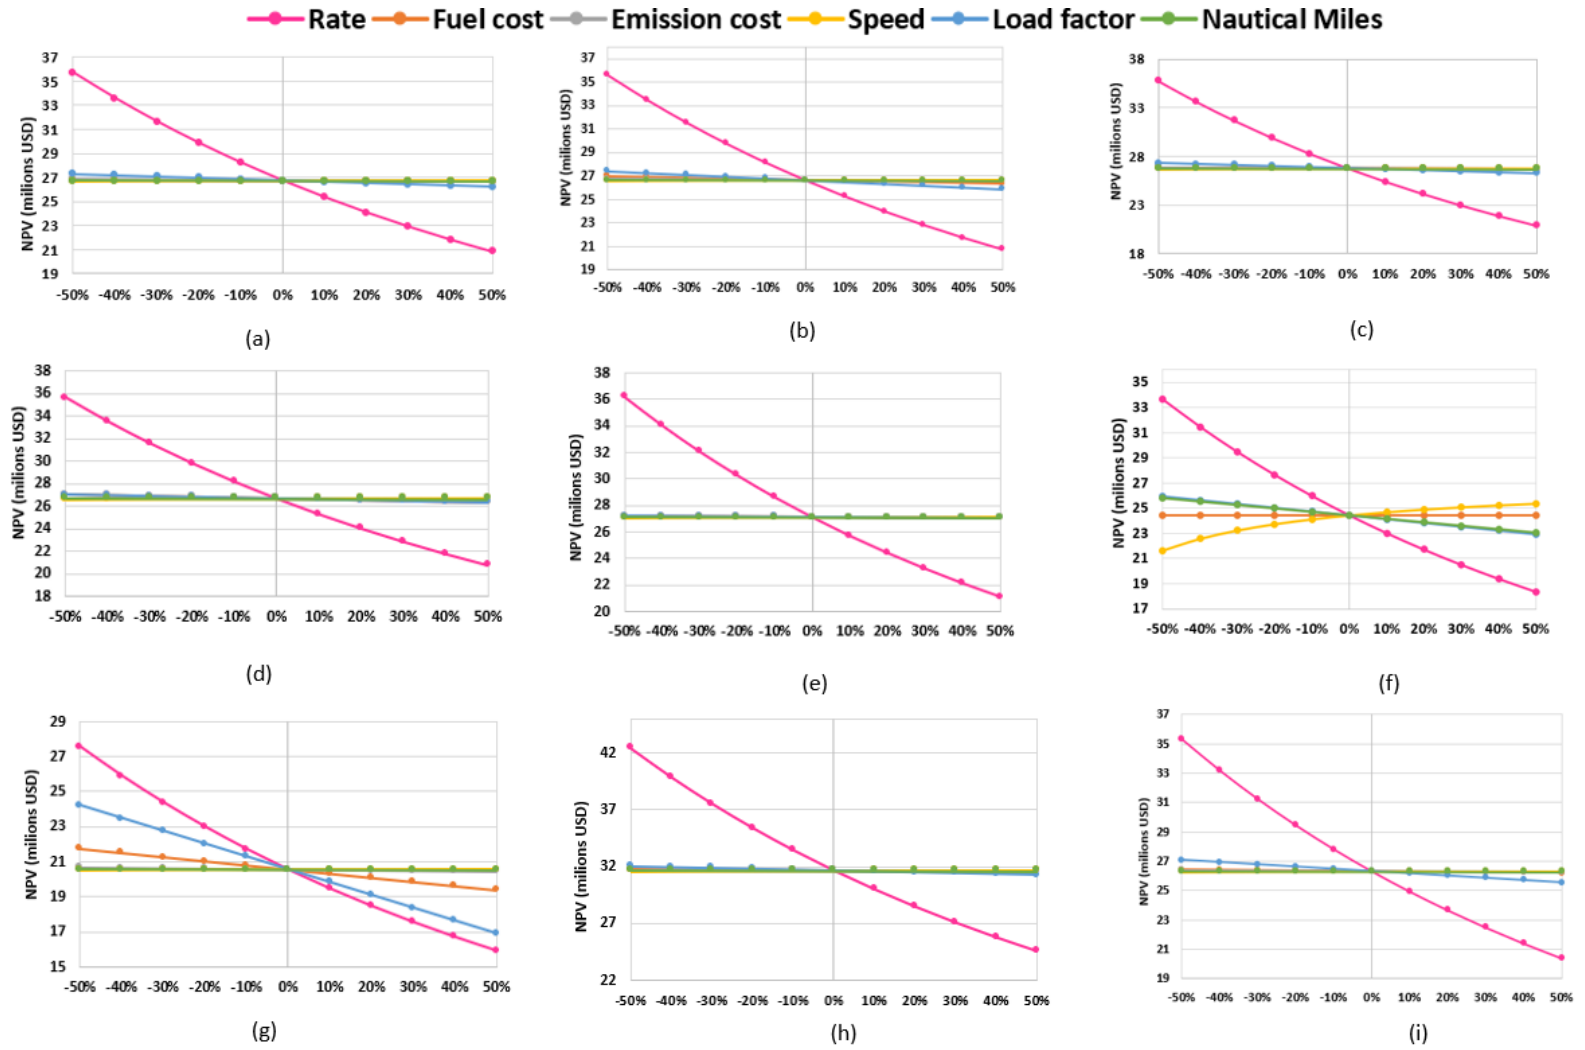 Rate Fuel cost Emission cost Speed Load factor Nautical Miles
NPV (milions USD)
37
35
33
31
29
27
25
23
21
19
-50% -40% -30% -20% -10% 0% 10% 20% 30% 40% 50%
(a)
NPV (milions USD)
37
35
33
31
29
27
25
23
21
19
-50% -40% -30% -20% -10% 0% 10% 20% 30% 40% 50%
(b)
NPV (milions USD)
38
33
28
23
18
-50% -40% -30% -20% -10% 0% 10% 20% 30% 40% 50%
(c)
NPV (milions USD)
38
36
34
32
30
28
26
24
22
20
18
-50% -40% -30% -20% -10% 0% 10% 20% 30% 40% 50%
(d)
NPV (milions USD)
38
36
34
32
30
28
26
24
22
20
-50% -40% -30% -20% -10% 0% 10% 20% 30% 40% 50%
(e)
NPV (milions USD)
35
33
31
29
27
25
23
21
19
17
-50% -40% -30% -20% -10% 0% 10% 20% 30% 40% 50%
(f)
NPV (milions USD)
29
27
25
23
21
19
17
15
-50% -40% -30% -20% -10% 0% 10% 20% 30% 40% 50%
(g)
NPV (milions USD)
42
37
32
27
22
-50% -40% -30% -20% -10% 0% 10% 20% 30% 40% 50%
(h)
NPV (milions USD)
37
35
33
31
29
27
25
23
21
19
-50% -40% -30% -20% -10% 0% 10% 20% 30% 40% 50%
(i)